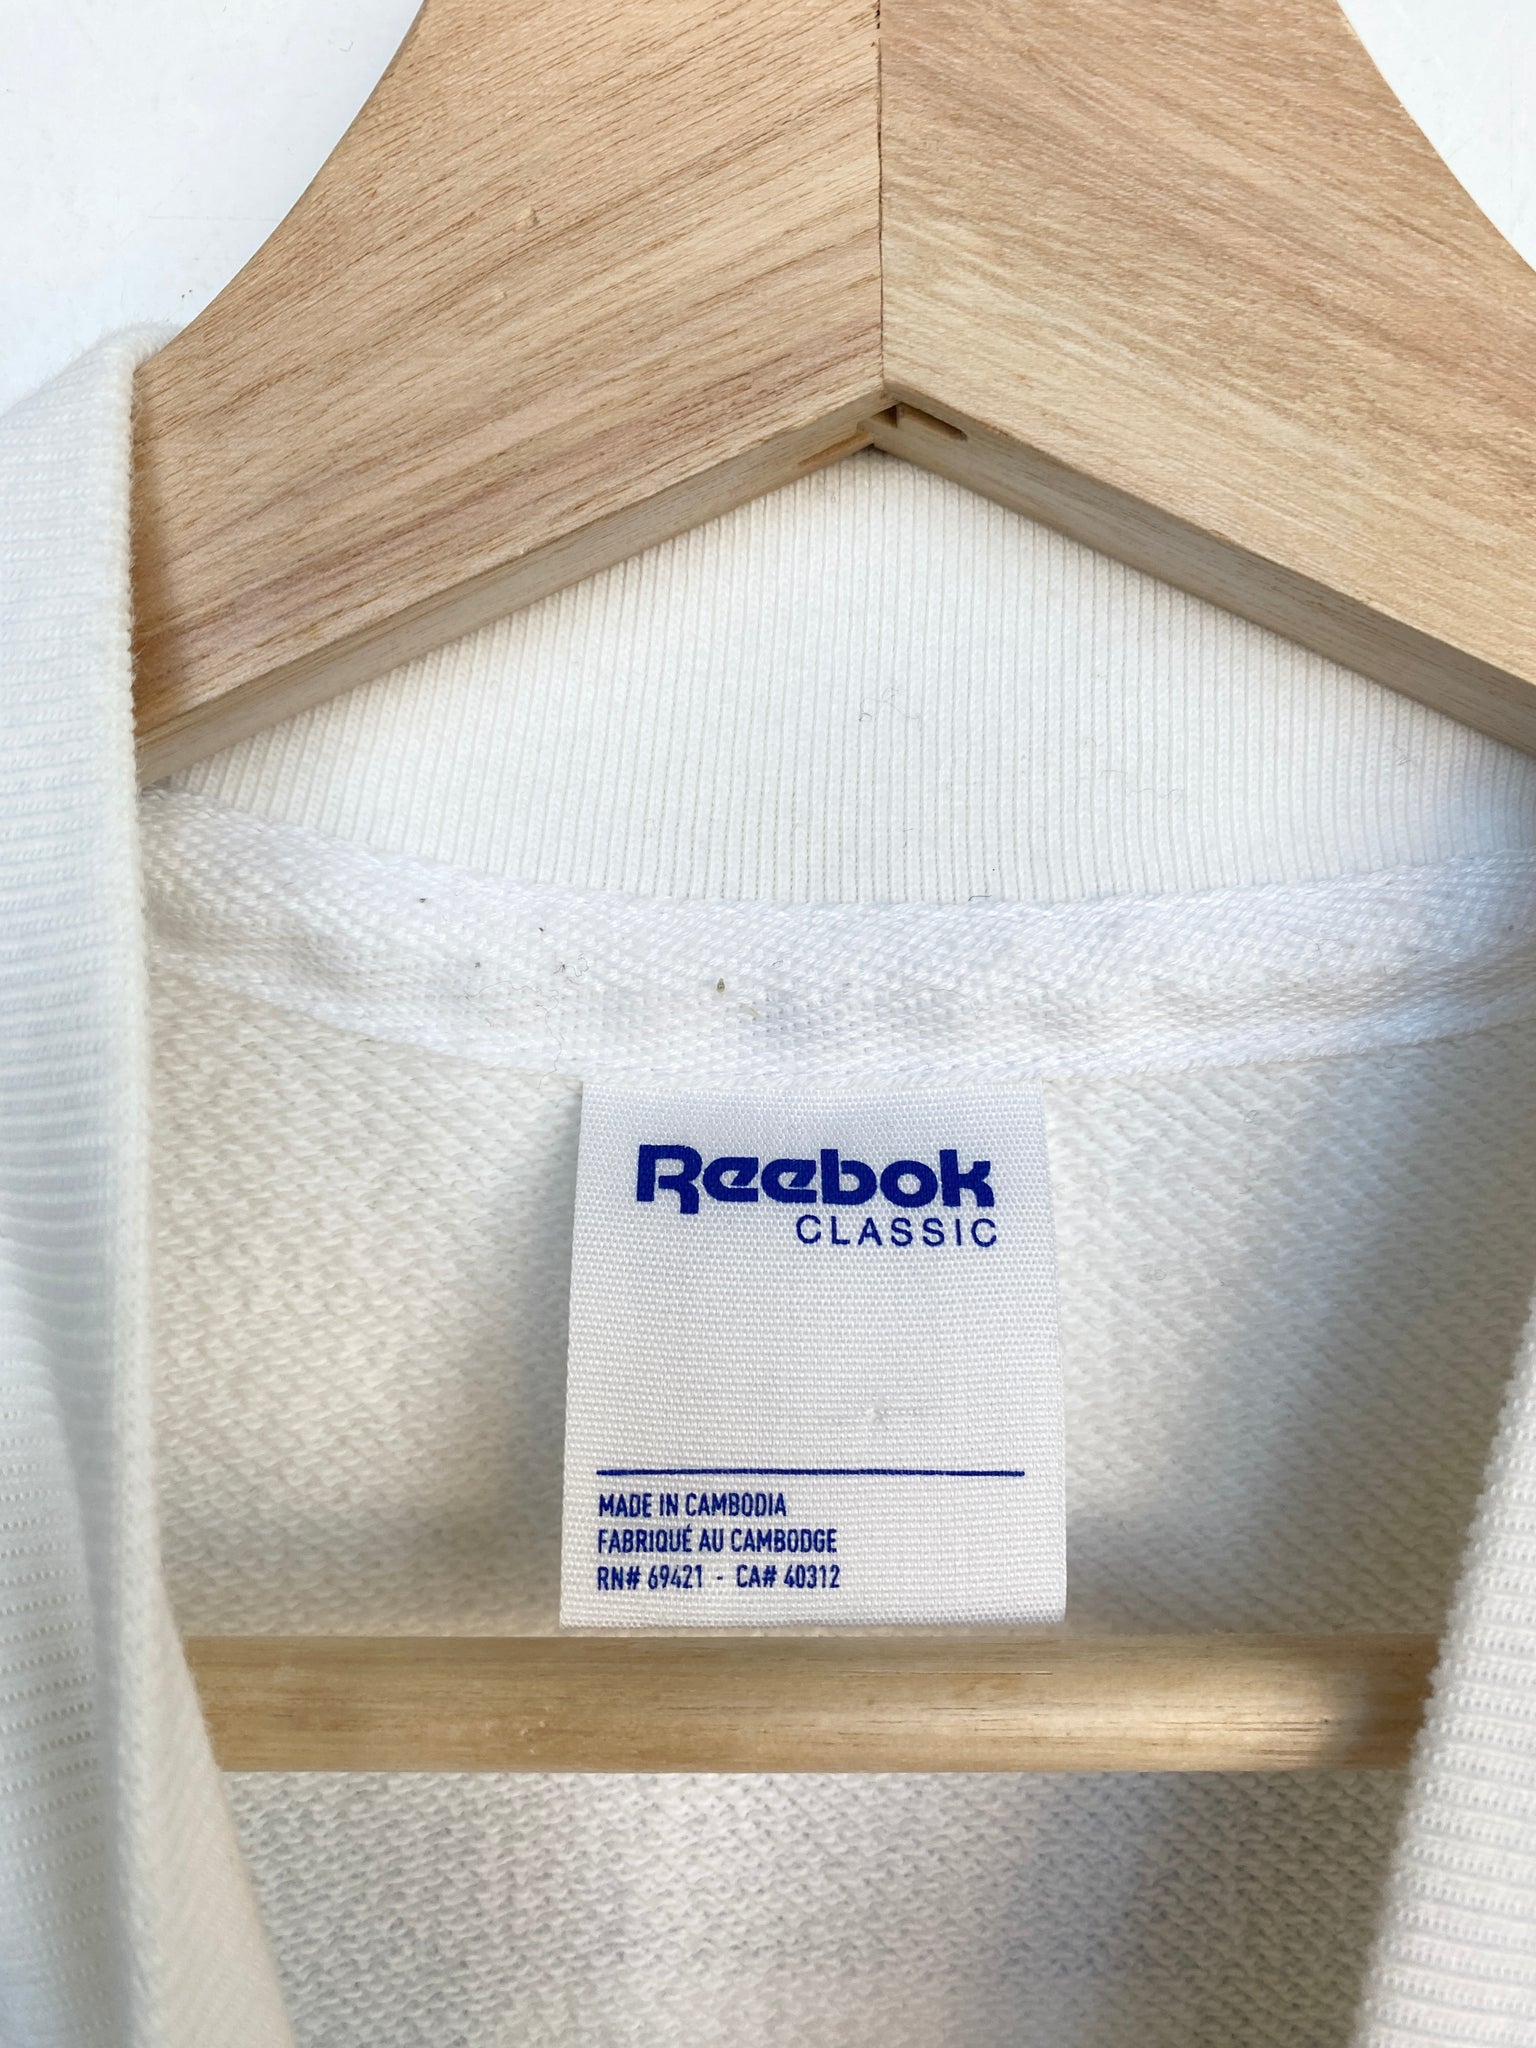 Reebok
CLASSIC
MADE IN CAMBODIA
FABRIQUÉ AU CAMBODGE
RN# 69421 - CA# 40312